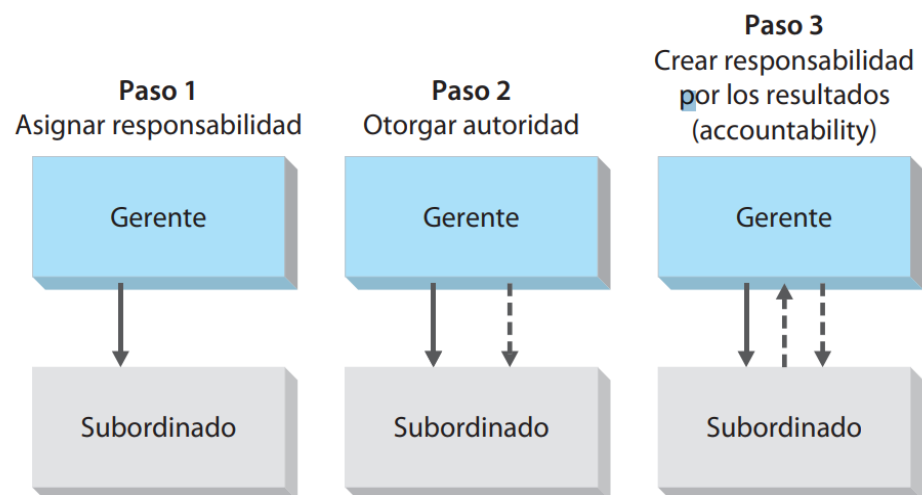 Paso 1
Asignar responsabilidad
Gerente
Subordinado
Paso 2
Otorgar autoridad
Gerente
Subordinado
Paso 3
Crear responsabilidad
por los resultados
(accountability)
Gerente
Subordinado